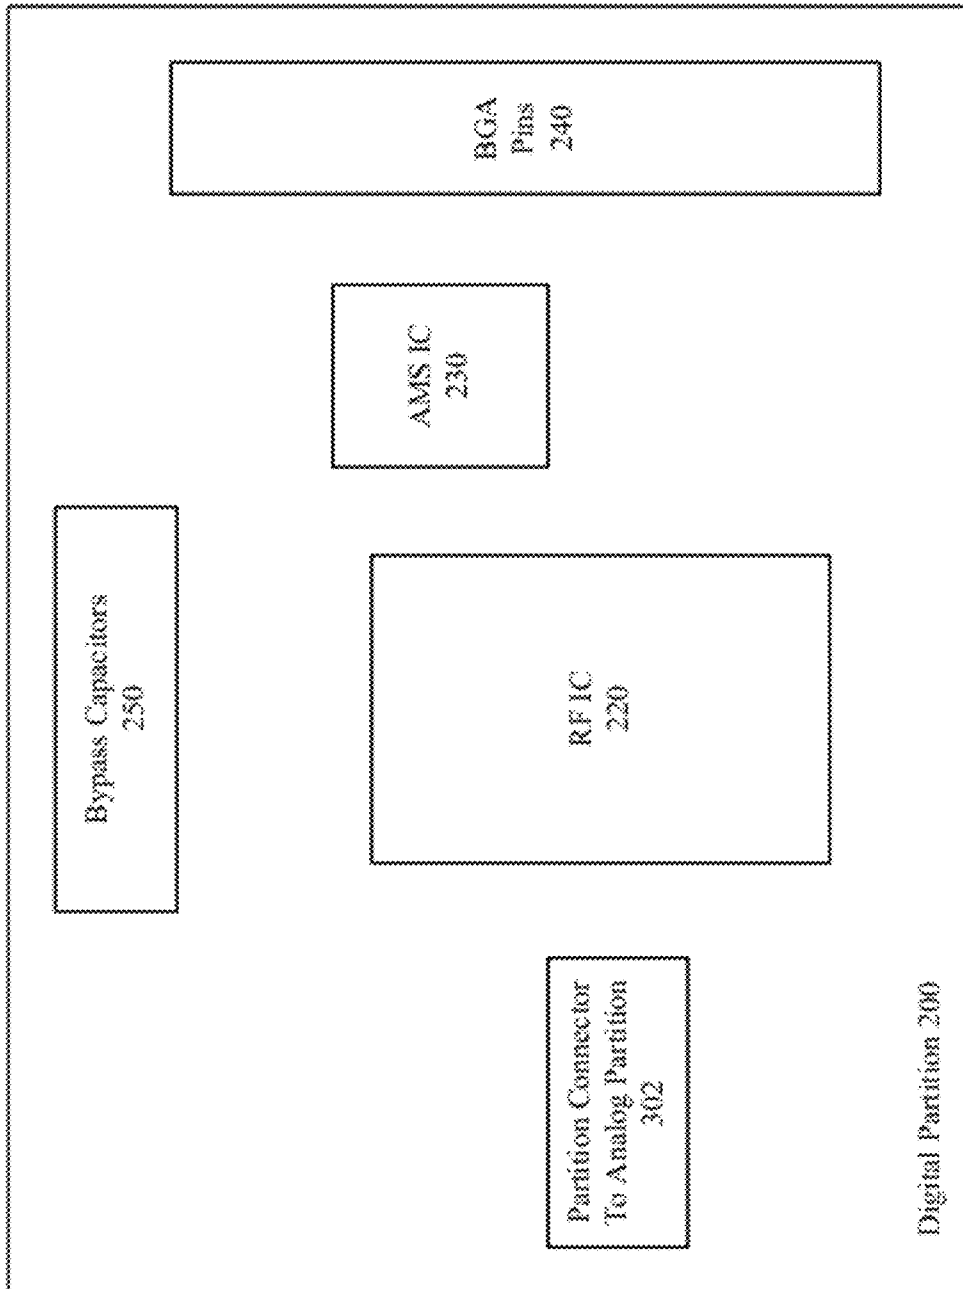 Bypass Capacitors
250
Partition Connector
To Analog Partition
302
RF IC
220
AMS IC
230
BGA
Pins
240
Digital Partition 200